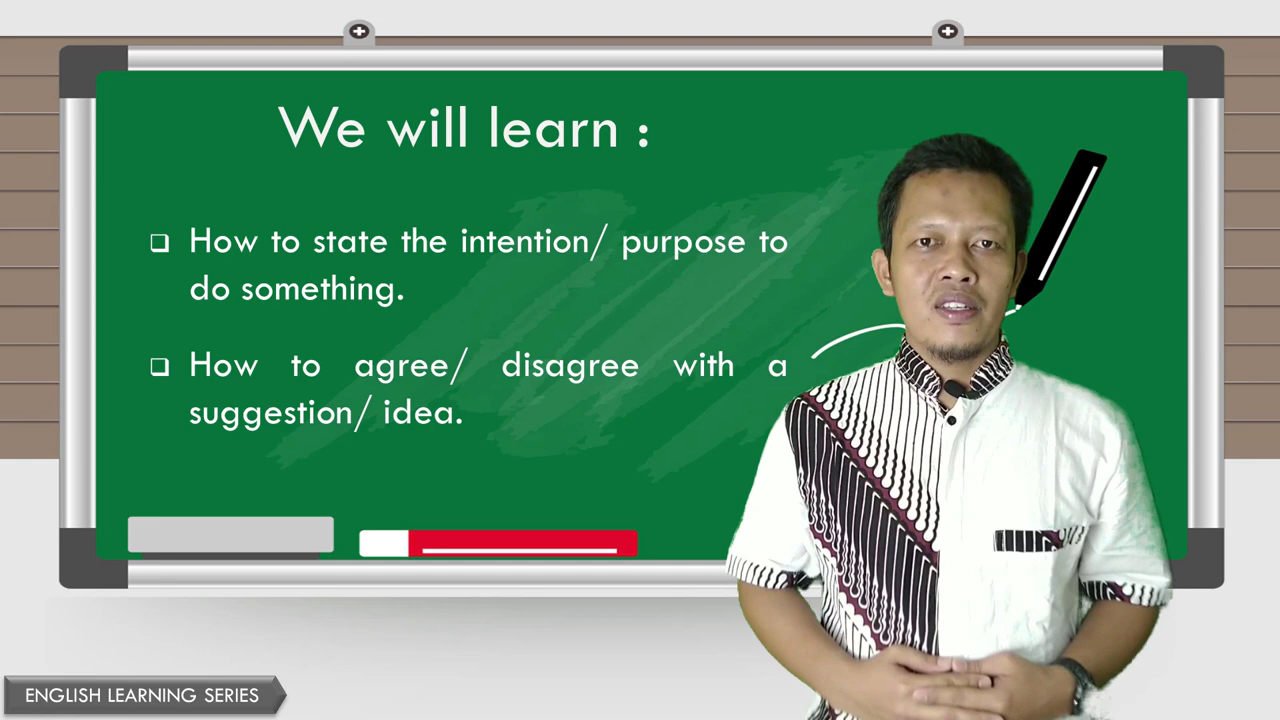 We will learn :
❑ How to state the intention/ purpose to
do something.
❑ How to agree/ disagree with a
suggestion/ idea.
ENGLISH LEARNING SERIES